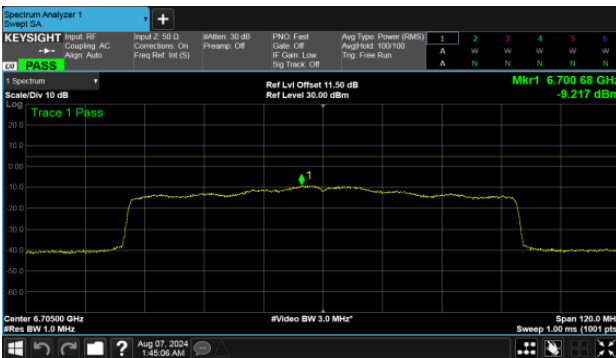 Spectrum Analyzer 1
Swept SA
KEYSIGHT Input: RF Input Z: 50 Ω #Atten: 30 dB PNO: Fast Avg Type: Power (RMS) 1 2 3 4 5 6
Coupling: AC Corrections: On Preamp: Off Gate: Off Avg|Hold: 100/100 A W W W W W
Align: Auto Freq Ref: Int (S) IF Gain: Low Trig: Free Run
LXI PASS Sig Track: Off A N N N N N
1 Spectrum Ref Lvl Offset 11.50 dB Mkr1 6.700 68 GHz
Scale/Div 10 dB Ref Level 30.00 dBm -9.217 dBm
Log
Trace 1 Pass
20.0
10.0
0.00
1
-10.0
-20.0
-30.0
-40.0
-50.0
-60.0
Center 6.70500 GHz #Video BW 3.0 MHz* Span 120.0 MHz
#Res BW 1.0 MHz Sweep 1.00 ms (1001 pts)
? Aug 07, 2024
1:45:06 AM